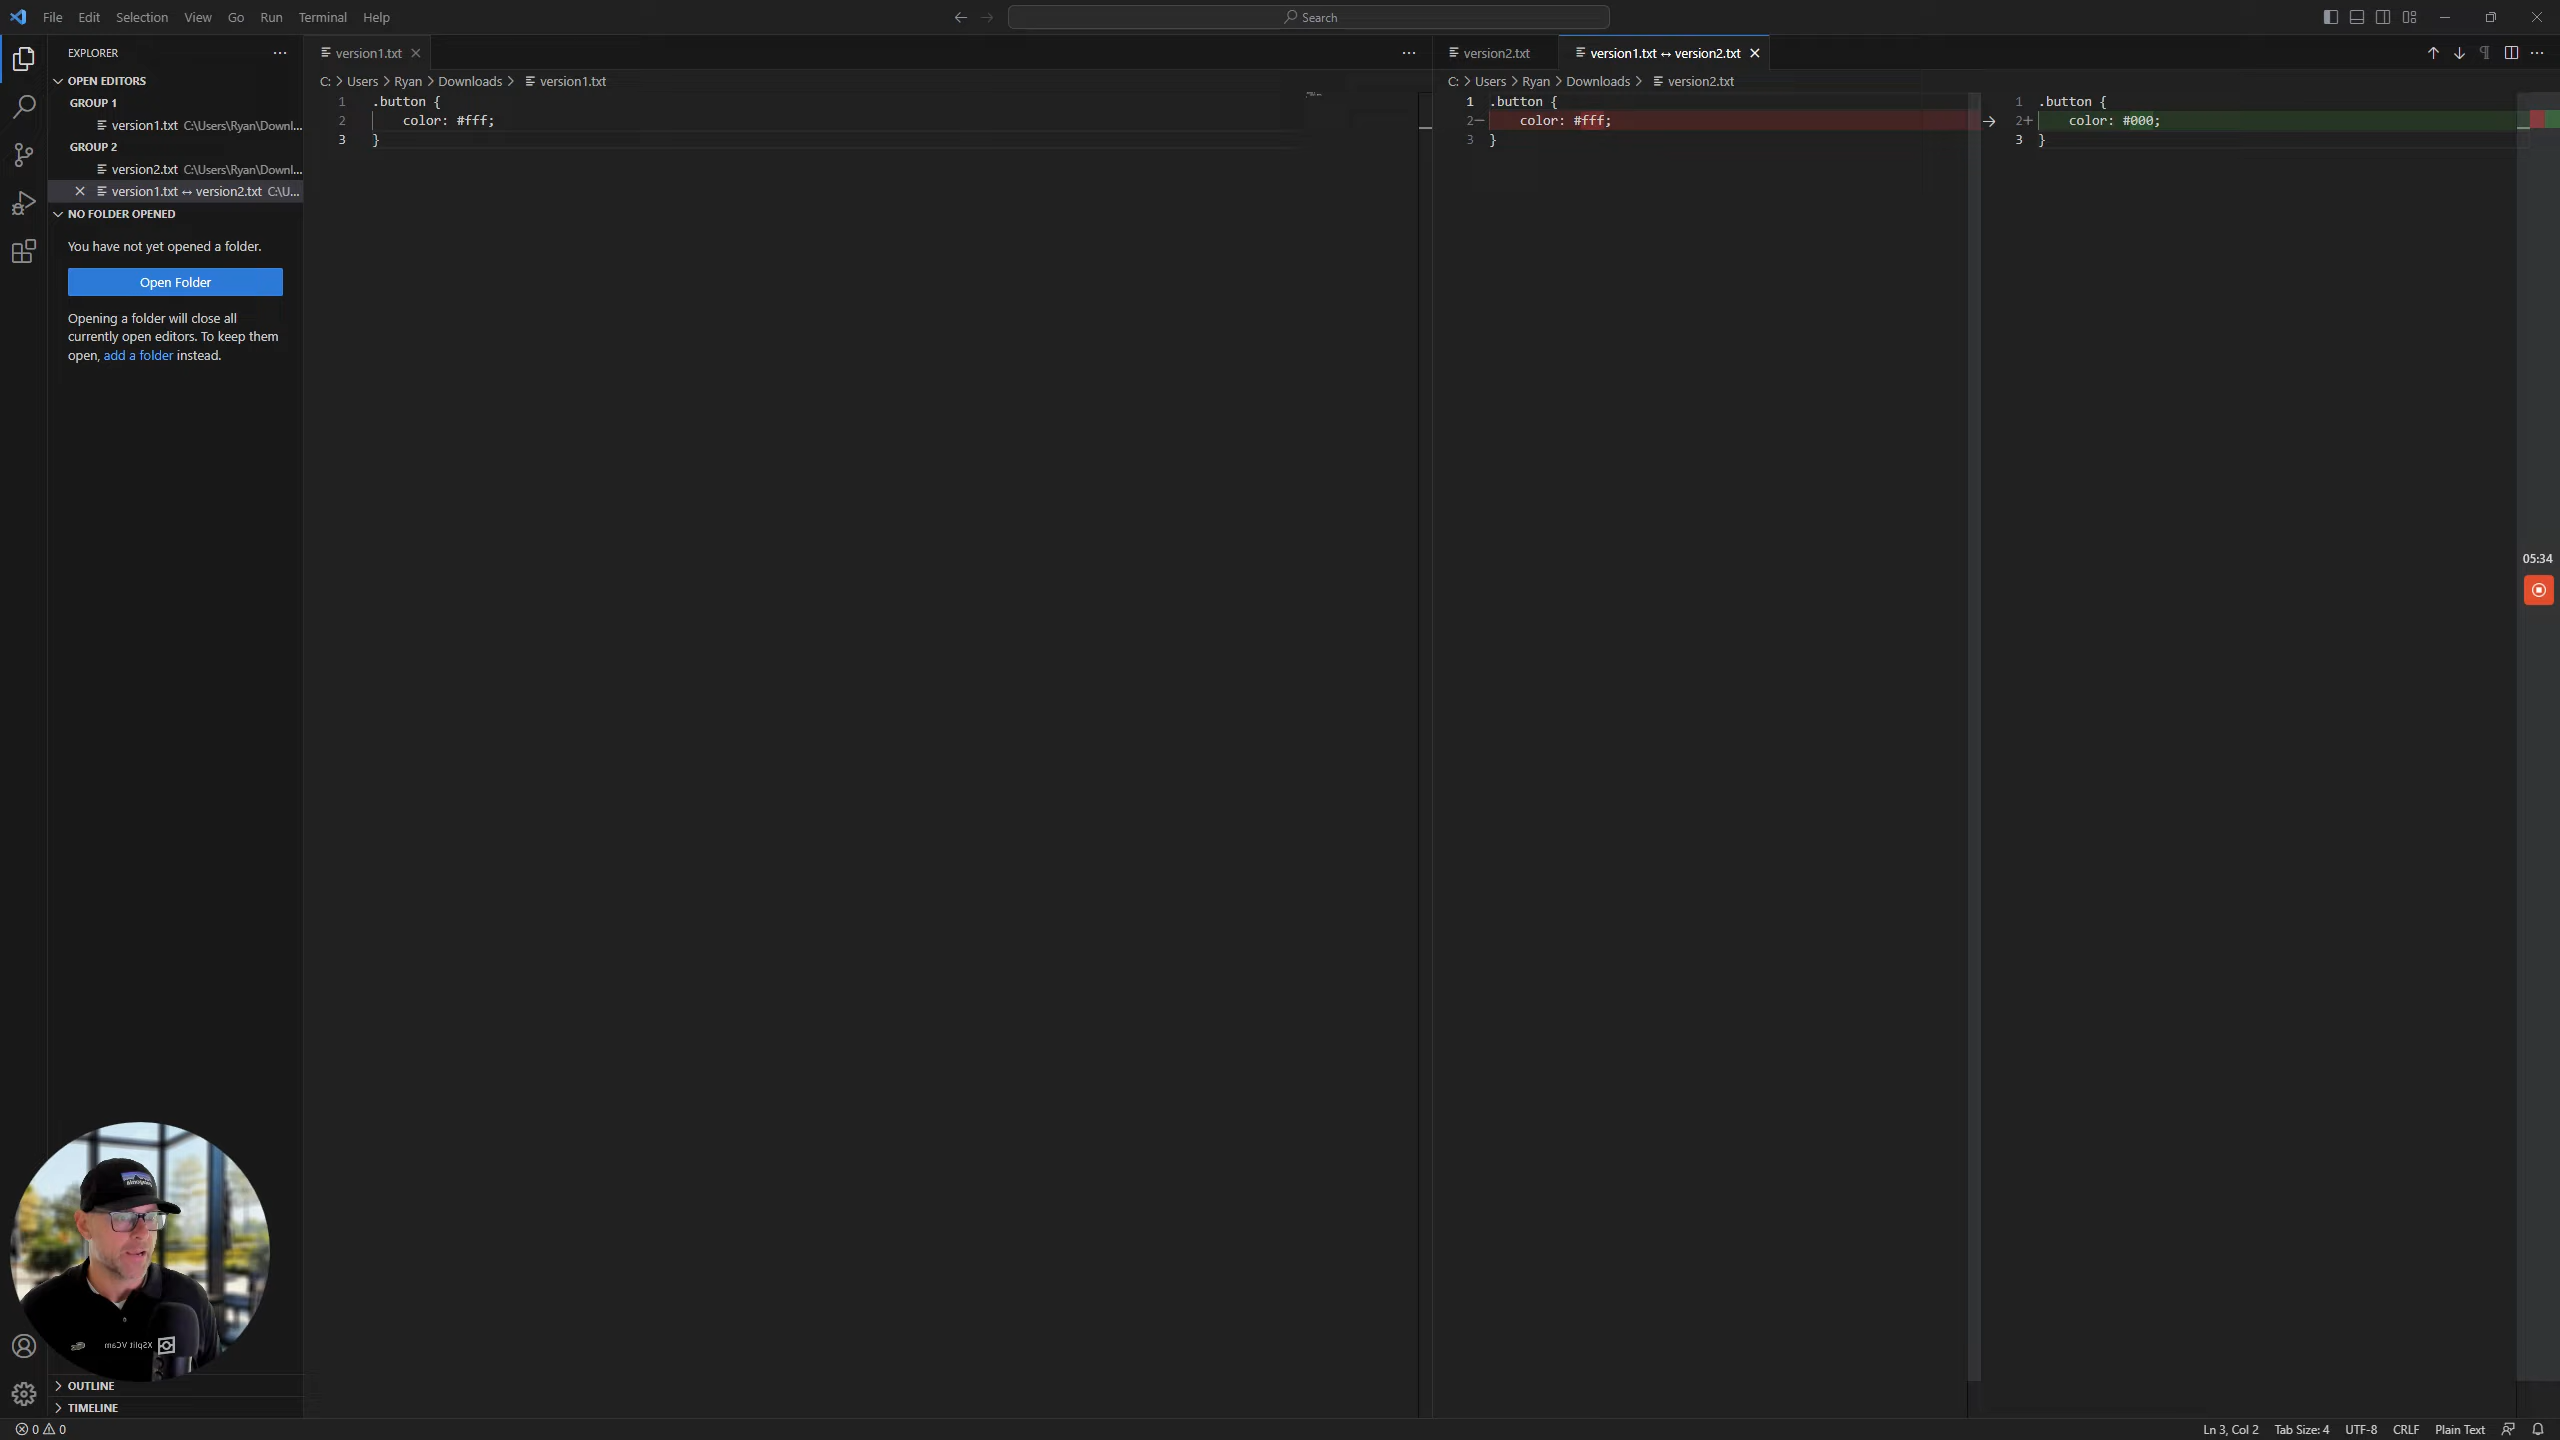 File Edit Selection View Go Run Terminal Help
Search
EXPLORER
OPEN EDITORS
GROUP 1
version1.txt C:\Users\Ryan\Downl...
GROUP 2
version2.txt C:\Users\Ryan\Downl...
version1.txt ↔ version2.txt C:\U...
NO FOLDER OPENED
You have not yet opened a folder.
Open Folder
Opening a folder will close all
currently open editors. To keep them
open, add a folder instead.
OUTLINE
TIMELINE
version1.txt
C: > Users > Ryan > Downloads > version1.txt
1 .button {
2 color: #fff;
3 }
version2.txt
version1.txt ↔ version2.txt
C: > Users > Ryan > Downloads > version2.txt
1 .button {
2− color: #fff;
3 }
1 .button {
2+ color: #000;
3 }
05:34
XSplit VCam
0 0
Ln 3, Col 2 Tab Size: 4 UTF-8 CRLF Plain Text